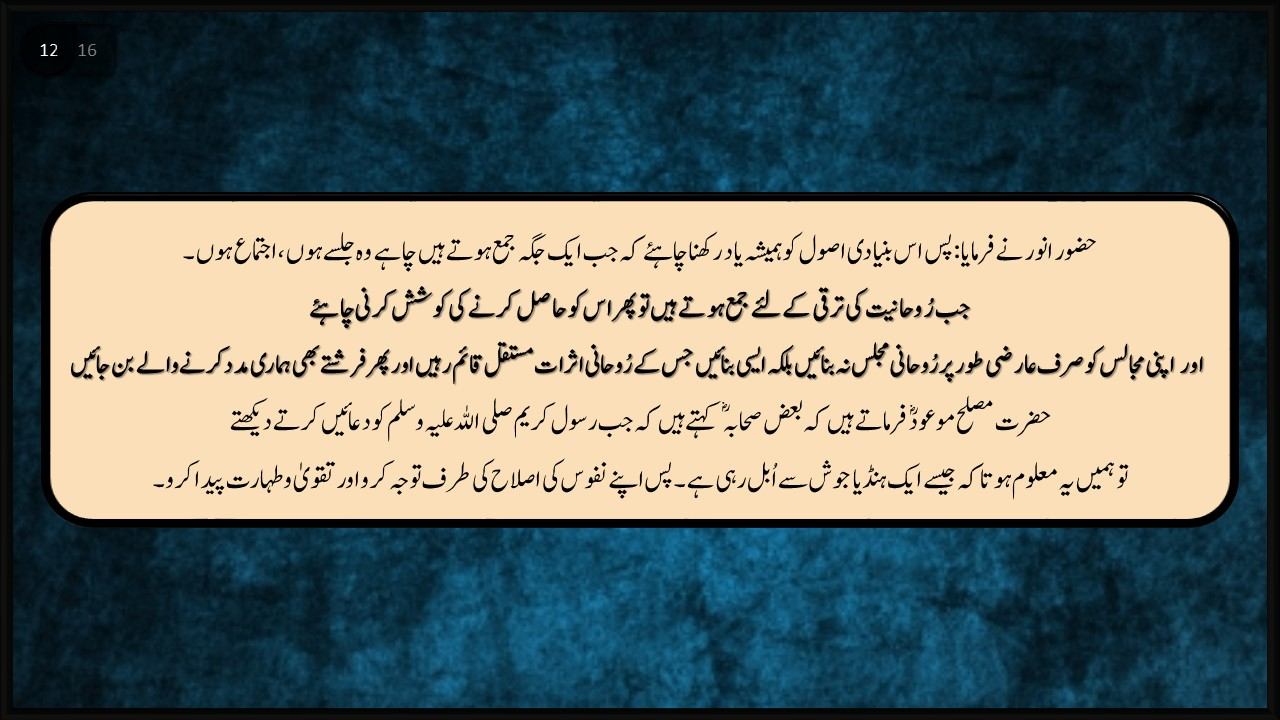 12 16
حضور انور نے فرمایا: پس اس بنیادی اصول کو ہمیشہ یاد رکھنا چاہئے کہ جب ایک جگہ جمع ہوتے ہیں چاہے وہ جلسے ہوں، اجتماع ہوں۔
جب رُوحانیت کی ترقی کے لئے جمع ہوتے ہیں تو پھر اس کو حاصل کرنے کی کوشش کرنی چاہئے
اور اپنی مجالس کو صرف عارضی طور پر رُوحانی مجلس نہ بنائیں بلکہ ایسی بنائیں جس کے رُوحانی اثرات مستقل قائم رہیں اور پھر فرشتے بھی ہماری مدد کرنے والے بن جائیں
حضرت مصلح موعودؓ فرماتے ہیں کہ بعض صحابہؓ کہتے ہیں کہ جب رسول کریم صلی اللہ علیہ وسلم کو دعائیں کرتے دیکھتے
تو ہمیں یہ معلوم ہوتا کہ جیسے ایک ہنڈیا جوش سے اُبل رہی ہے۔ پس اپنے نفوس کی اصلاح کی طرف توجہ کرو اور تقویٰ و طہارت پیدا کرو۔